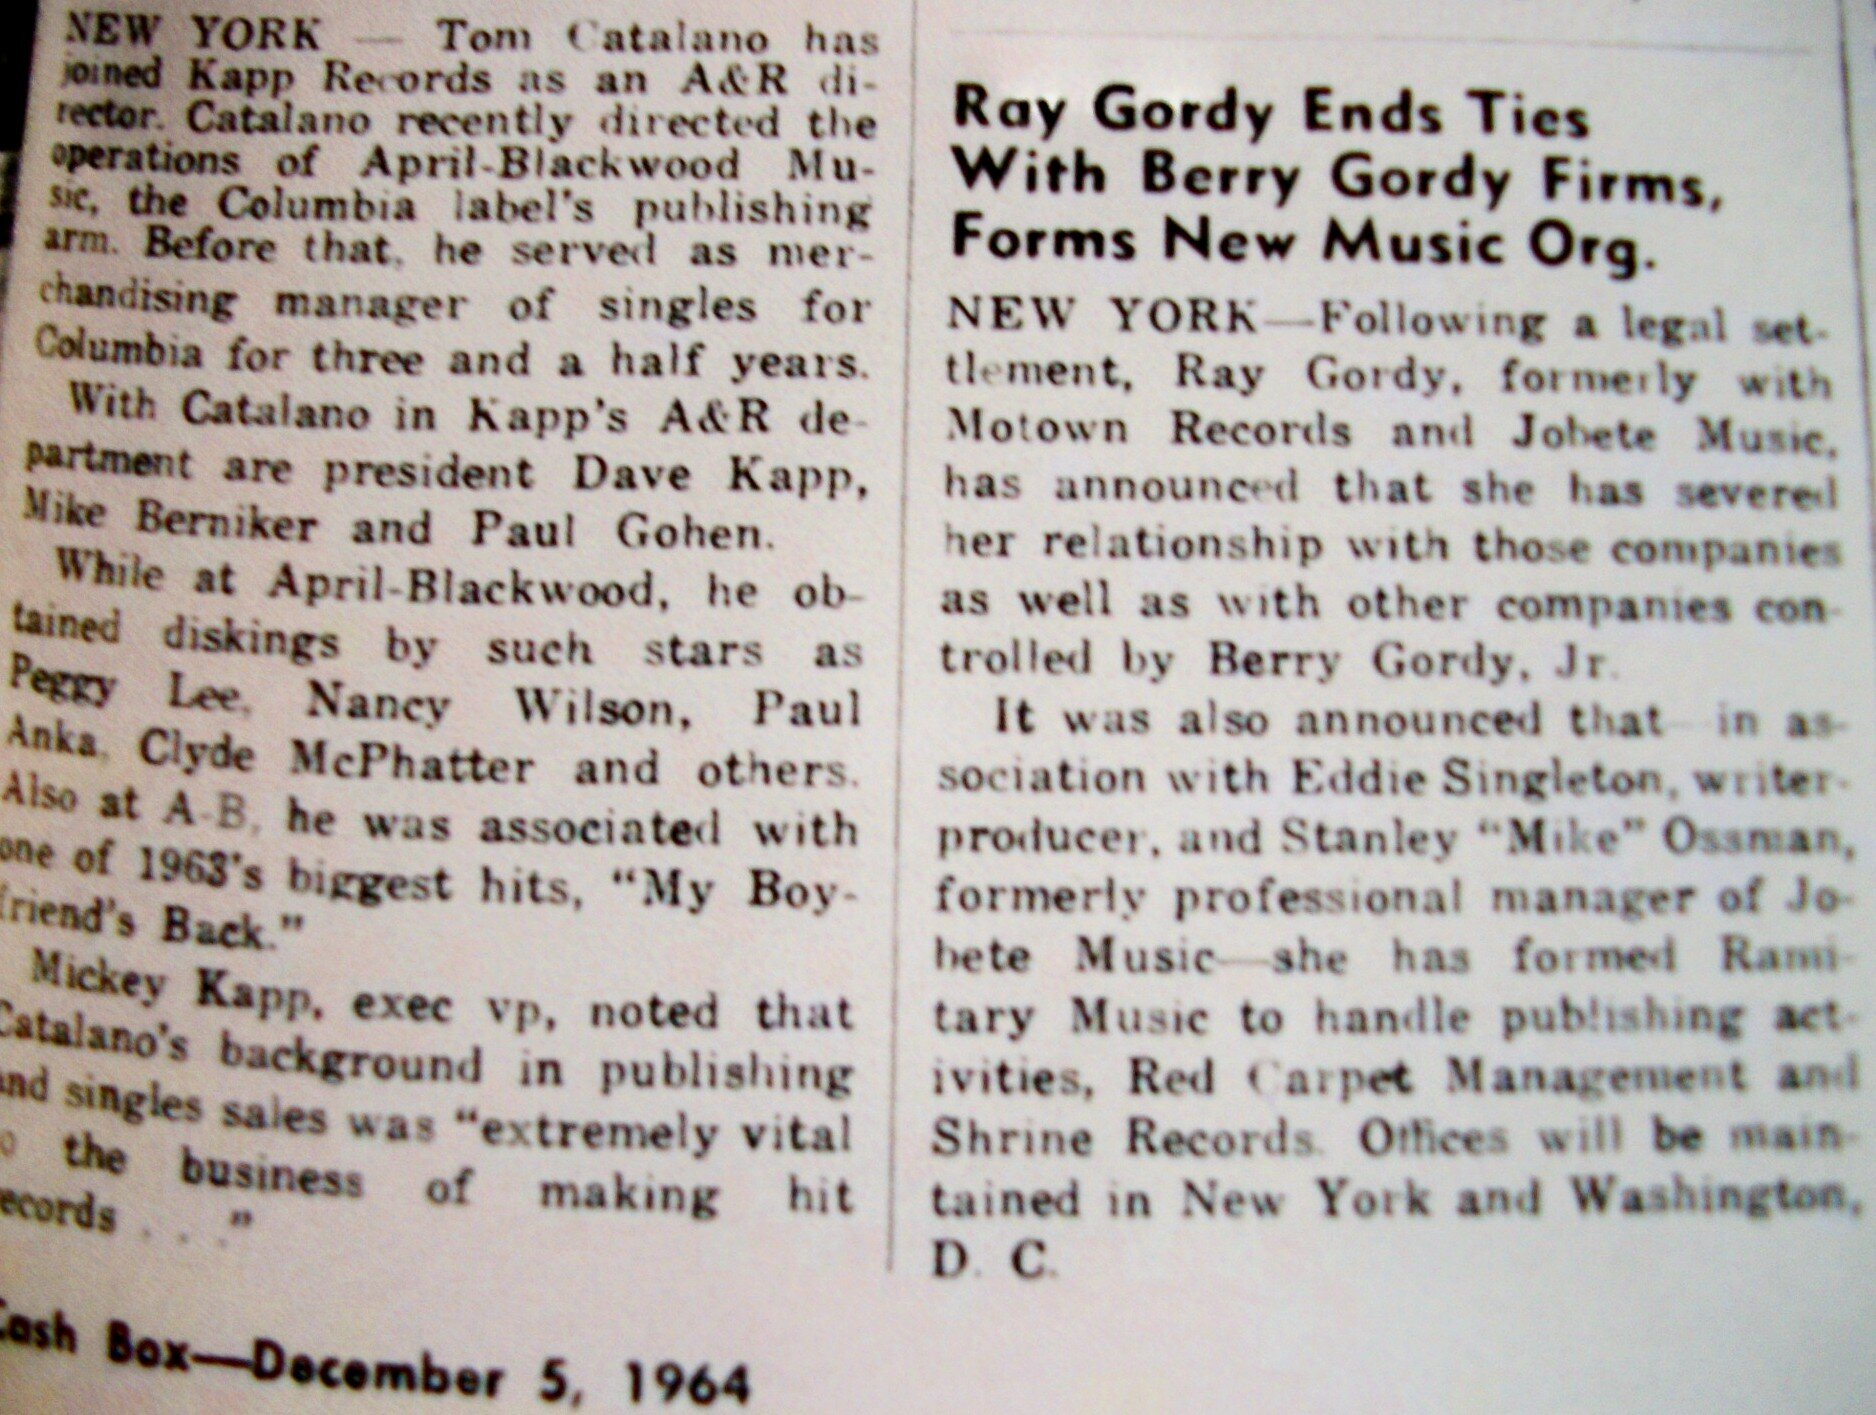 NEW YORK — Tom Catalano has
joined Kapp Records as an A&R di-
rector. Catalano recently directed the
operations of April-Blackwood Mu-
sic, the Columbia label's publishing
arm. Before that, he served as mer-
chandising manager of singles for
Columbia for three and a half years.
With Catalano in Kapp's A&R de-
partment are president Dave Kapp,
Mike Berniker and Paul Gohen.
While at April-Blackwood, he ob-
tained diskings by such stars as
Peggy Lee, Nancy Wilson, Paul
Anka, Clyde McPhatter and others.
Also at A-B, he was associated with
one of 1963's biggest hits, "My Boy-
friend's Back."
Mickey Kapp, exec vp, noted that
Catalano's background in publishing
and singles sales was "extremely vital
o the business of making hit
ecords . . ."
Cash Box—December 5, 1964
Ray Gordy Ends Ties
With Berry Gordy Firms,
Forms New Music Org.
NEW YORK—Following a legal set-
tlement, Ray Gordy, formerly with
Motown Records and Jobete Music,
has announced that she has severed
her relationship with those companies
as well as with other companies con-
trolled by Berry Gordy, Jr.
It was also announced that—in as-
sociation with Eddie Singleton, writer-
producer, and Stanley "Mike" Ossman,
formerly professional manager of Jo-
bete Music—she has formed Rami-
tary Music to handle publishing act-
ivities, Red Carpet Management and
Shrine Records. Offices will be main-
tained in New York and Washington,
D. C.